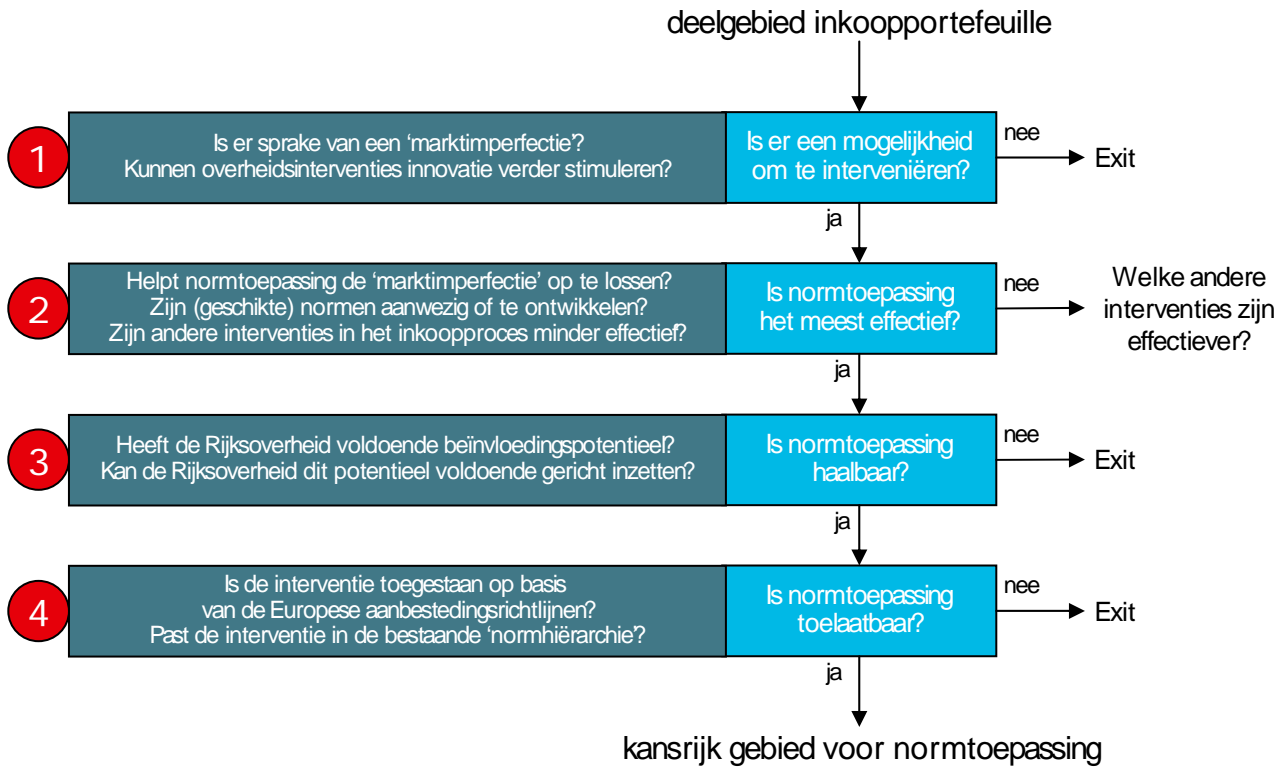 deelgebied inkoopportefeuille
1
Is er sprake van een ‘marktimperfectie’?
Kunnen overheidsinterventies innovatie verder stimuleren?
Is er een mogelijkheid
om te interveniëren?
nee
Exit
ja
2
Helpt normtoepassing de ‘marktimperfectie’ op te lossen?
Zijn (geschikte) normen aanwezig of te ontwikkelen?
Zijn andere interventies in het inkoopproces minder effectief?
Is normtoepassing
het meest effectief?
nee
Welke andere
interventies zijn
effectiever?
ja
3
Heeft de Rijksoverheid voldoende beïnvloedingspotentieel?
Kan de Rijksoverheid dit potentieel voldoende gericht inzetten?
Is normtoepassing
haalbaar?
nee
Exit
ja
4
Is de interventie toegestaan op basis
van de Europese aanbestedingsrichtlijnen?
Past de interventie in de bestaande ‘normhiërarchie’?
Is normtoepassing
toelaatbaar?
nee
Exit
ja
kansrijk gebied voor normtoepassing